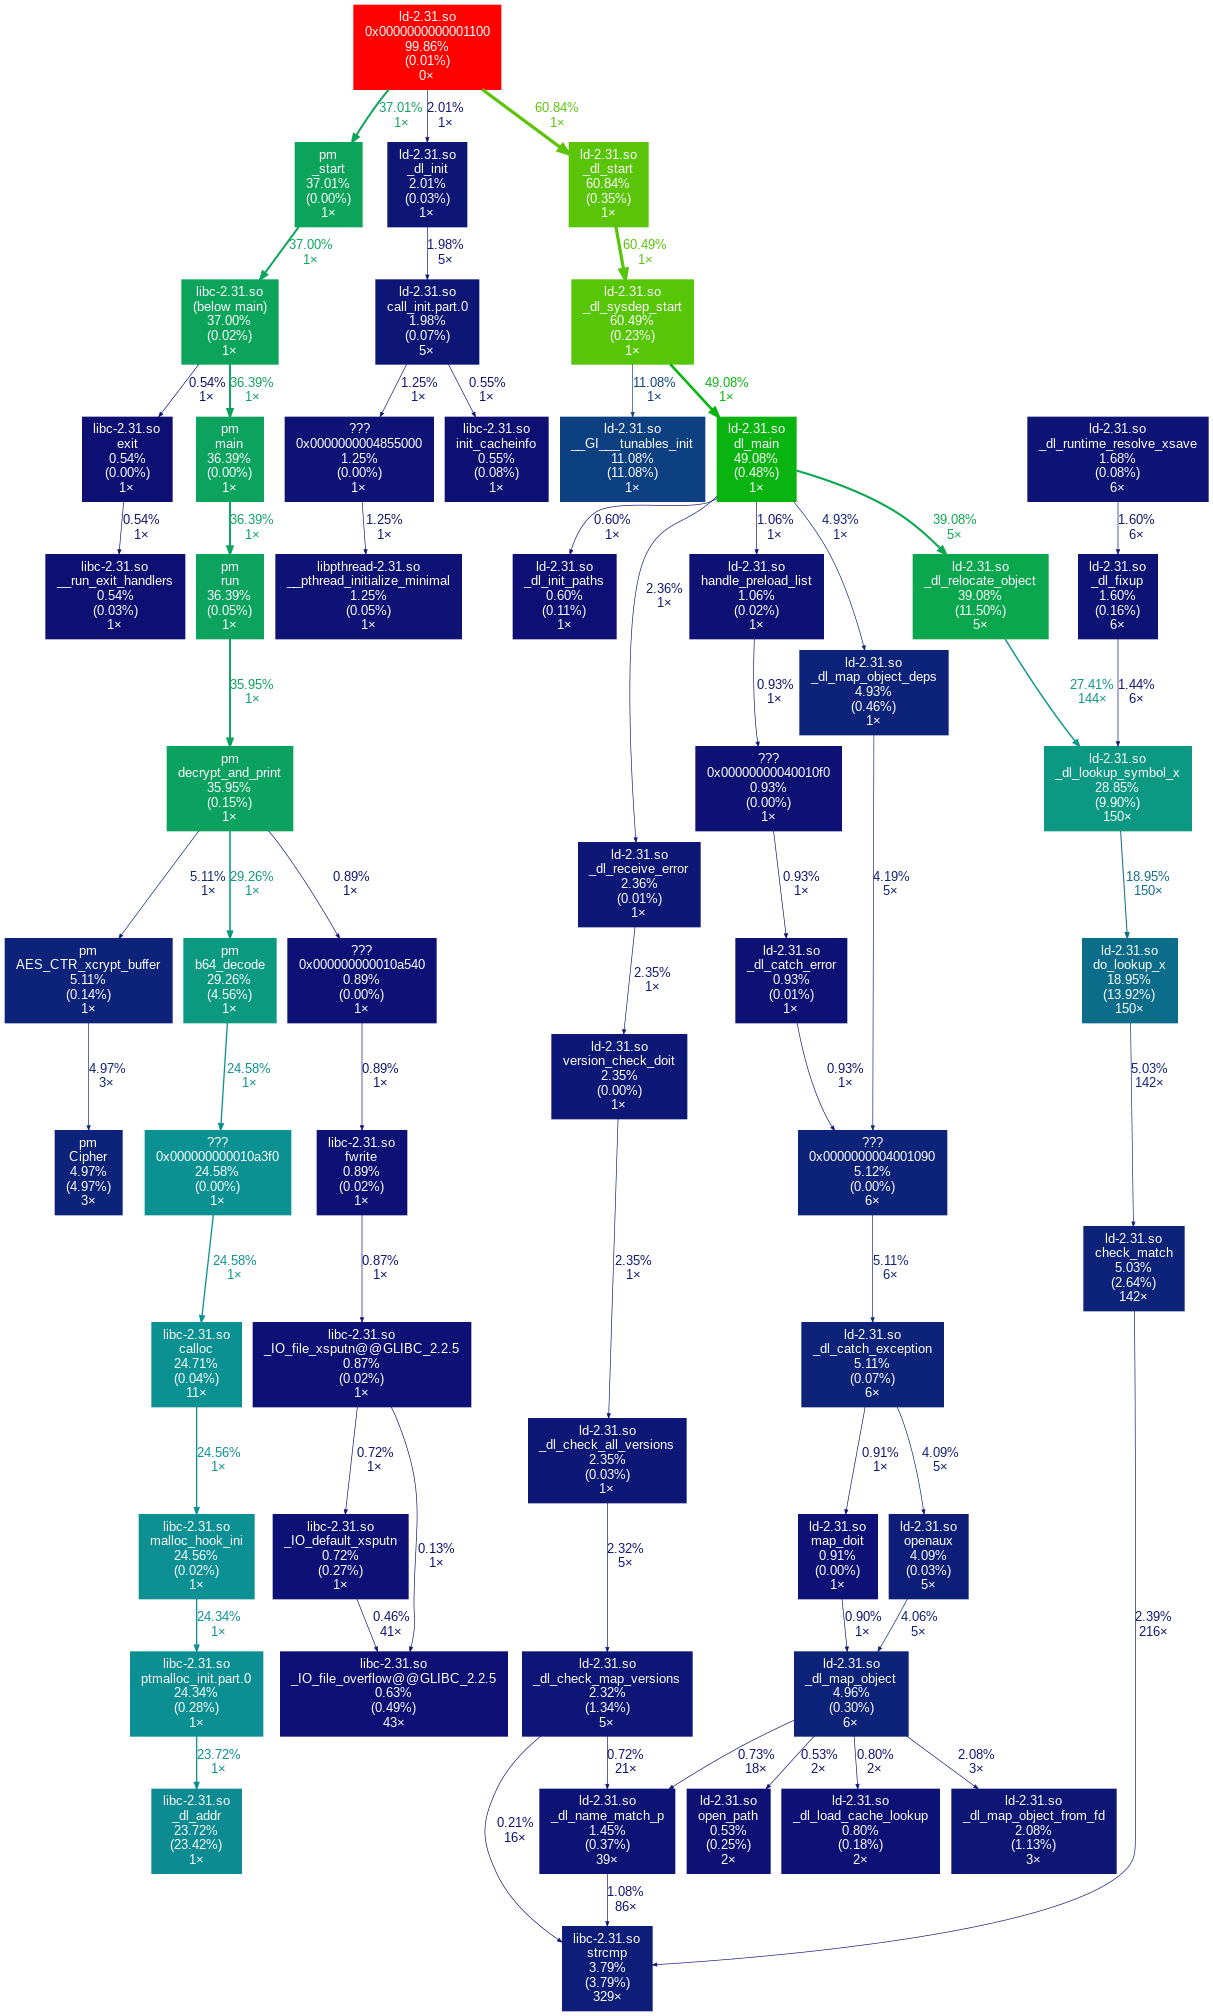 ld-2.31.so
0x0000000000001100
99.86%
(0.01%)
0×
37.01%
1×
2.01%
1×
60.84%
1×
pm
_start
37.01%
(0.00%)
1×
ld-2.31.so
_dl_init
2.01%
(0.03%)
1×
ld-2.31.so
_dl_start
60.84%
(0.35%)
1×
37.00%
1×
1.98%
5×
60.49%
1×
libc-2.31.so
(below main)
37.00%
(0.02%)
1×
ld-2.31.so
call_init.part.0
1.98%
(0.07%)
5×
ld-2.31.so
_dl_sysdep_start
60.49%
(0.23%)
1×
0.54%
1×
36.39%
1×
1.25%
1×
0.55%
1×
11.08%
1×
49.08%
1×
libc-2.31.so
exit
0.54%
(0.00%)
1×
pm
main
36.39%
(0.00%)
1×
???
0x0000000004855000
1.25%
(0.00%)
1×
libc-2.31.so
init_cacheinfo
0.55%
(0.08%)
1×
ld-2.31.so
__GI___tunables_init
11.08%
(11.08%)
1×
ld-2.31.so
dl_main
49.08%
(0.48%)
1×
ld-2.31.so
_dl_runtime_resolve_xsave
1.68%
(0.08%)
6×
0.54%
1×
36.39%
1×
1.25%
1×
0.60%
1×
2.36%
1×
1.06%
1×
4.93%
1×
39.08%
5×
1.60%
6×
libc-2.31.so
__run_exit_handlers
0.54%
(0.03%)
1×
pm
run
36.39%
(0.05%)
1×
libpthread-2.31.so
__pthread_initialize_minimal
1.25%
(0.05%)
1×
ld-2.31.so
_dl_init_paths
0.60%
(0.11%)
1×
ld-2.31.so
handle_preload_list
1.06%
(0.02%)
1×
ld-2.31.so
_dl_relocate_object
39.08%
(11.50%)
5×
ld-2.31.so
_dl_fixup
1.60%
(0.16%)
6×
35.95%
1×
0.93%
1×
ld-2.31.so
_dl_map_object_deps
4.93%
(0.46%)
1×
27.41%
144×
1.44%
6×
pm
decrypt_and_print
35.95%
(0.15%)
1×
???
0x00000000040010f0
0.93%
(0.00%)
1×
ld-2.31.so
_dl_lookup_symbol_x
28.85%
(9.90%)
150×
5.11%
1×
29.26%
1×
0.89%
1×
ld-2.31.so
_dl_receive_error
2.36%
(0.01%)
1×
0.93%
1×
4.19%
5×
18.95%
150×
pm
AES_CTR_xcrypt_buffer
5.11%
(0.14%)
1×
pm
b64_decode
29.26%
(4.56%)
1×
???
0x000000000010a540
0.89%
(0.00%)
1×
2.35%
1×
ld-2.31.so
_dl_catch_error
0.93%
(0.01%)
1×
ld-2.31.so
do_lookup_x
18.95%
(13.92%)
150×
4.97%
3×
24.58%
1×
0.89%
1×
ld-2.31.so
version_check_doit
2.35%
(0.00%)
1×
0.93%
1×
5.03%
142×
pm
Cipher
4.97%
(4.97%)
3×
???
0x000000000010a3f0
24.58%
(0.00%)
1×
libc-2.31.so
fwrite
0.89%
(0.02%)
1×
???
0x0000000004001090
5.12%
(0.00%)
6×
24.58%
1×
0.87%
1×
2.35%
1×
5.11%
6×
ld-2.31.so
check_match
5.03%
(2.64%)
142×
libc-2.31.so
calloc
24.71%
(0.04%)
11×
libc-2.31.so
_IO_file_xsputn@@GLIBC_2.2.5
0.87%
(0.02%)
1×
ld-2.31.so
_dl_catch_exception
5.11%
(0.07%)
6×
24.56%
1×
0.72%
1×
0.13%
1×
ld-2.31.so
_dl_check_all_versions
2.35%
(0.03%)
1×
0.91%
1×
4.09%
5×
libc-2.31.so
malloc_hook_ini
24.56%
(0.02%)
1×
libc-2.31.so
_IO_default_xsputn
0.72%
(0.27%)
1×
2.32%
5×
ld-2.31.so
map_doit
0.91%
(0.00%)
1×
ld-2.31.so
openaux
4.09%
(0.03%)
5×
24.34%
1×
0.46%
41×
0.90%
1×
4.06%
5×
2.39%
216×
libc-2.31.so
ptmalloc_init.part.0
24.34%
(0.28%)
1×
libc-2.31.so
_IO_file_overflow@@GLIBC_2.2.5
0.63%
(0.49%)
43×
ld-2.31.so
_dl_check_map_versions
2.32%
(1.34%)
5×
ld-2.31.so
_dl_map_object
4.96%
(0.30%)
6×
23.72%
1×
0.21%
16×
0.72%
21×
0.73%
18×
0.53%
2×
0.80%
2×
2.08%
3×
libc-2.31.so
_dl_addr
23.72%
(23.42%)
1×
ld-2.31.so
_dl_name_match_p
1.45%
(0.37%)
39×
ld-2.31.so
open_path
0.53%
(0.25%)
2×
ld-2.31.so
_dl_load_cache_lookup
0.80%
(0.18%)
2×
ld-2.31.so
_dl_map_object_from_fd
2.08%
(1.13%)
3×
1.08%
86×
libc-2.31.so
strcmp
3.79%
(3.79%)
329×